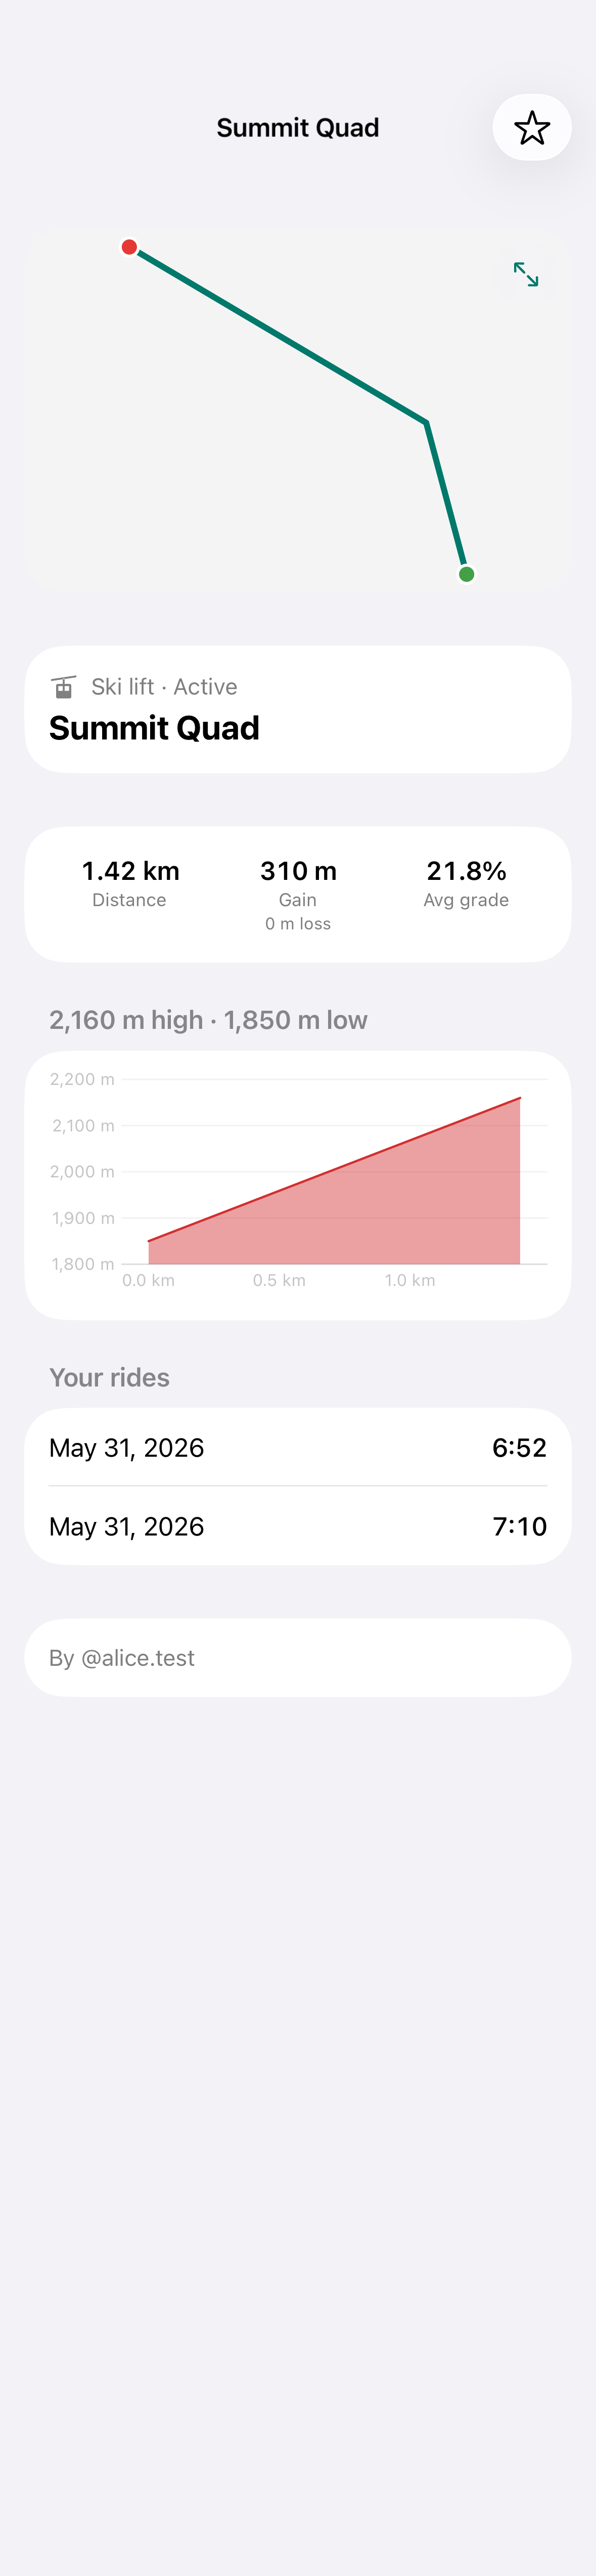 Summit Quad
Ski lift · Active
Summit Quad
1.42 km 310 m 21.8%
Distance Gain Avg grade
0 m loss
2,160 m high · 1,850 m low
2,200 m
2,100 m
2,000 m
1,900 m
1,800 m
0.0 km 0.5 km 1.0 km
Your rides
May 31, 2026 6:52
May 31, 2026 7:10
By @alice.test